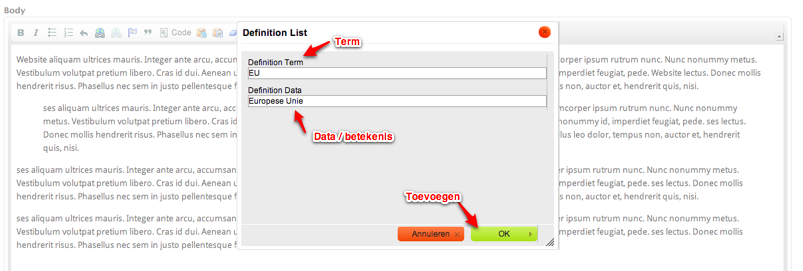 Body
B I Code
Definition List
Term
Definition Term
EU
Definition Data
Europese Unie
Data / betekenis
Toevoegen
Annuleren OK
Website aliquam ultrices mauris. Integer ante arcu, accum
Vestibulum volutpat pretium libero. Cras id dui. Aenean u
hendrerit risus. Phasellus nec sem in justo pellentesque f
ses aliquam ultrices mauris. Integer ante arcu, ac
metus. Vestibulum volutpat pretium libero. Cras
Donec mollis hendrerit risus. Phasellus nec sem i
quis, nisi.
ses aliquam ultrices mauris. Integer ante arcu, accumsan
Vestibulum volutpat pretium libero. Cras id dui. Aenean u
hendrerit risus. Phasellus nec sem in justo pellentesque f
ses aliquam ultrices mauris. Integer ante arcu, accumsan
Vestibulum volutpat pretium libero. Cras id dui. Aenean u
hendrerit risus. Phasellus nec sem in justo pellentesque f
corper ipsum rutrum nunc. Nunc nonummy metus.
imperdiet feugiat, pede. Website lectus. Donec mollis
non, auctor et, hendrerit quis, nisi.
mcorper ipsum rutrum nunc. Nunc nonummy
nonummy id, imperdiet feugiat, pede. ses lectus.
us leo dolor, tempus non, auctor et, hendrerit
corper ipsum rutrum nunc. Nunc nonummy metus.
imperdiet feugiat, pede. ses lectus. Donec mollis
non, auctor et, hendrerit quis, nisi.
corper ipsum rutrum nunc. Nunc nonummy metus.
imperdiet feugiat, pede. ses lectus. Donec mollis
non, auctor et, hendrerit quis, nisi.